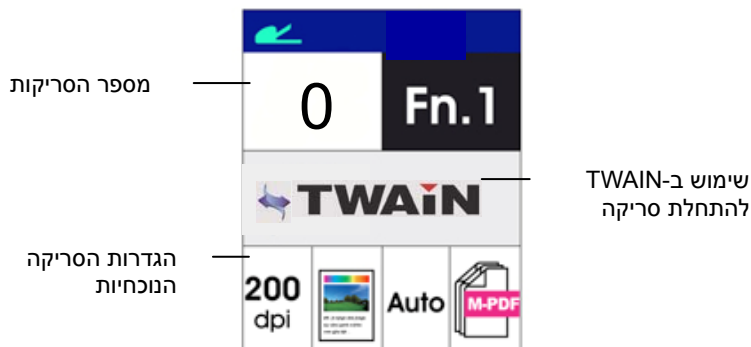 מספר הסריקות
0
Fn.1
TWAIN
שימוש ב-TWAIN
להתחלת סריקה
הגדרות הסריקה
הנוכחיות
200
dpi
Auto
M-PDF